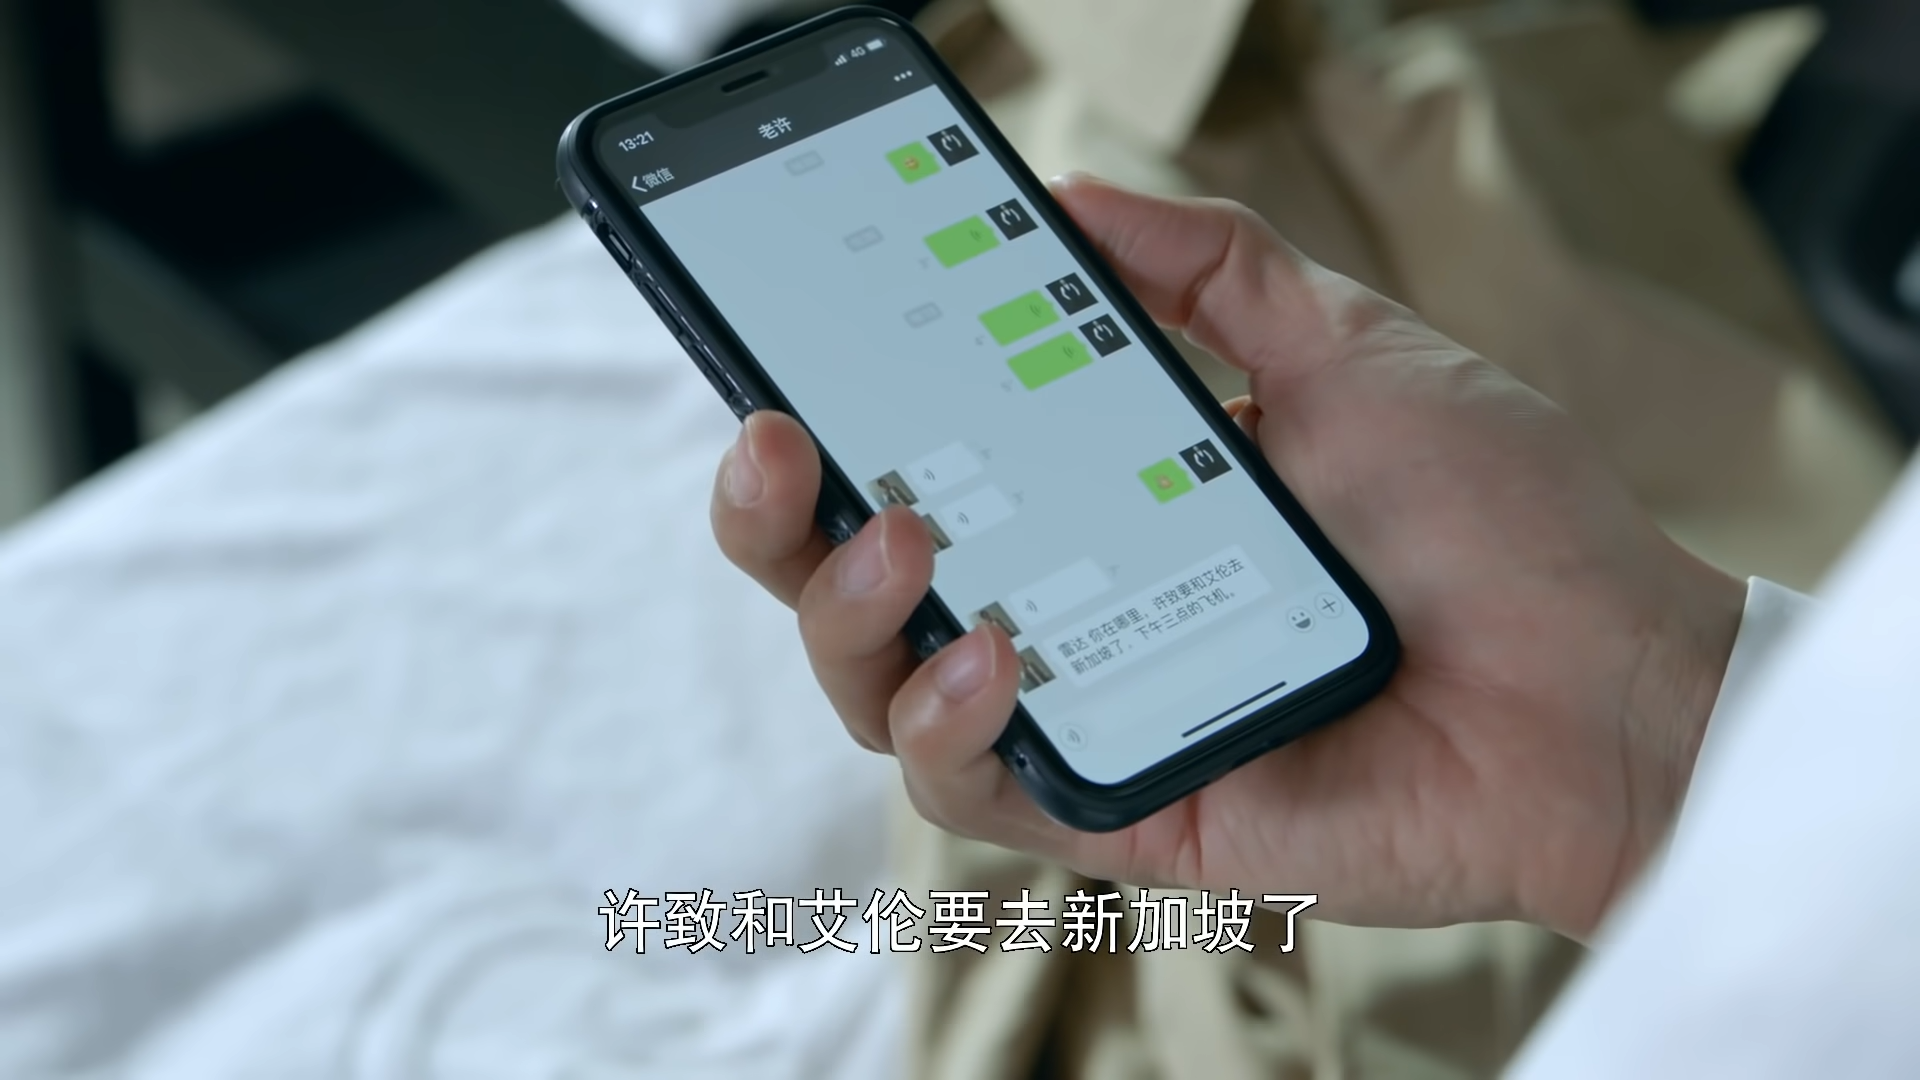 13:21
4G
微信
老许
雷达 你在哪里，许致要和艾伦去
新加坡了，下午三点的飞机。
许致和艾伦要去新加坡了